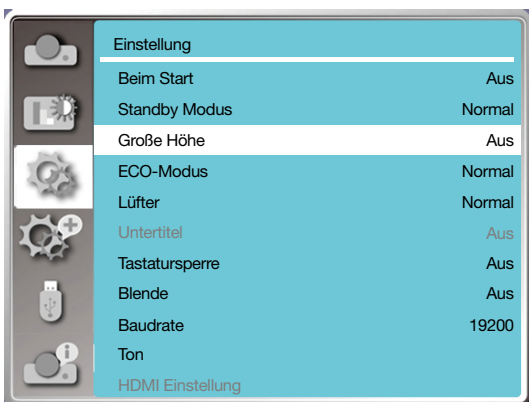 Einstellung
Beim Start Aus
Standby Modus Normal
Große Höhe Aus
ECO-Modus Normal
Lüfter Normal
Untertitel Aus
Tastatursperre Aus
Blende Aus
Baudrate 19200
Ton
HDMI Einstellung